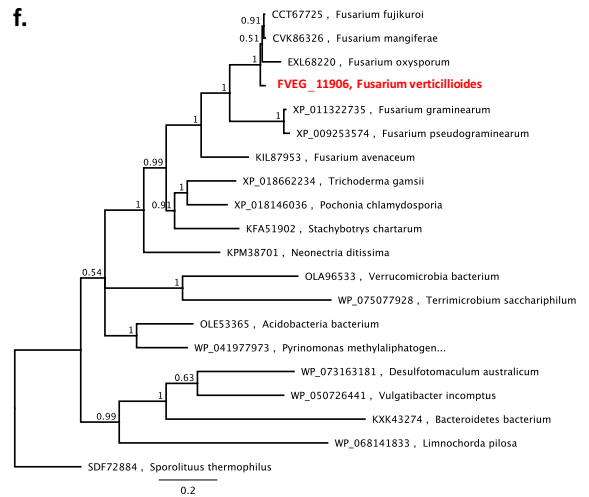 f.
0.91
CCT67725 , Fusarium fujikuroi
0.51
CVK86326 , Fusarium mangiferae
1
EXL68220 , Fusarium oxysporum
FVEG_11906, Fusarium verticillioides
1
1
XP_011322735 , Fusarium graminearum
1
XP_009253574 , Fusarium pseudograminearum
KIL87953 , Fusarium avenaceum
0.99
1
XP_018662234 , Trichoderma gamsii
1
0.91
XP_018146036 , Pochonia chlamydosporia
KFA51902 , Stachybotrys chartarum
KPM38701 , Neonectria ditissima
0.54
1
OLA96533 , Verrucomicrobia bacterium
WP_075077928 , Terrimicrobium sacchariphilum
1
OLE53365 , Acidobacteria bacterium
WP_041977973 , Pyrinomonas methylaliphatogen...
0.63
WP_073163181 , Desulfotomaculum australicum
1
WP_050726441 , Vulgatibacter incomptus
0.99
KXK43274 , Bacteroidetes bacterium
WP_068141833 , Limnochorda pilosa
SDF72884 , Sporolituus thermophilus
0.2